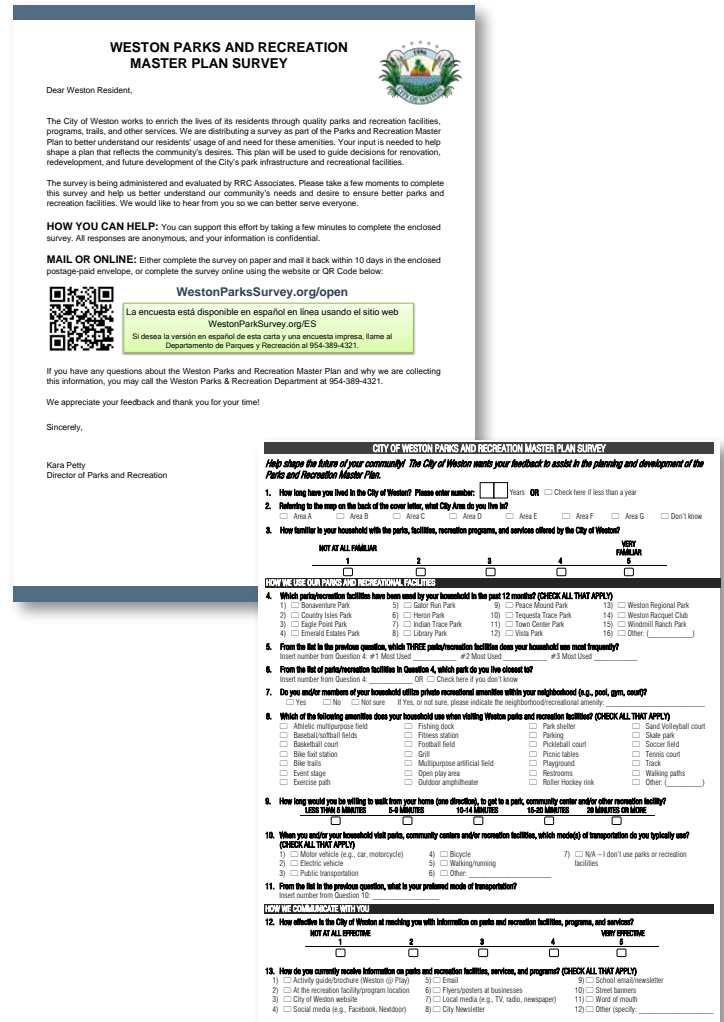 WESTON PARKS AND RECREATION
MASTER PLAN SURVEY
1996
CITY OF WESTON
Dear Weston Resident,
The City of Weston works to enrich the lives of its residents through quality parks and recreation facilities,
programs, trails, and other services. We are distributing a survey as part of the Parks and Recreation Master
Plan to better understand our residents' usage of and need for these amenities. Your input is needed to help
shape a plan that reflects the community's desires. This plan will be used to guide decisions for renovation,
redevelopment, and future development of the City's park infrastructure and recreational facilities.
The survey is being administered and evaluated by RRC Associates. Please take a few moments to complete
this survey and help us better understand our community's needs and desire to ensure better parks and
recreation facilities. We would like to hear from you so we can better serve everyone.
HOW YOU CAN HELP: You can support this effort by taking a few minutes to complete the enclosed
survey. All responses are anonymous, and your information is confidential.
MAIL OR ONLINE: Either complete the survey on paper and mail it back within 10 days in the enclosed
postage-paid envelope, or complete the survey online using the website or QR Code below:
WestonParksSurvey.org/open
La encuesta está disponible en español en línea usando el sitio web
WestonParkSurvey.org/ES
Si desea la versión en español de esta carta y una encuesta impresa, llame al
Departamento de Parques y Recreación al 954-389-4321.
If you have any questions about the Weston Parks and Recreation Master Plan and why we are collecting
this information, you may call the Weston Parks & Recreation Department at 954-389-4321.
We appreciate your feedback and thank you for your time!
Sincerely,
Kara Petty
Director of Parks and Recreation
CITY OF WESTON PARKS AND RECREATION MASTER PLAN SURVEY
Help shape the future of your community! The City of Weston wants your feedback to assist in the planning and development of the
Parks and Recreation Master Plan.
1. How long have you lived in the City of Weston? Please enter number: Years OR Check here if less than a year
2. Referring to the map on the back of the cover letter, what City Area do you live in?
Area A Area B Area C Area D Area E Area F Area G Don't know
3. How familiar is your household with the parks, facilities, recreation programs, and services offered by the City of Weston?
NOT AT ALL FAMILIAR VERY FAMILIAR
1 2 3 4 5
HOW WE USE OUR PARKS AND RECREATIONAL FACILITIES
4. Which parks/recreation facilities have been used by your household in the past 12 months? (CHECK ALL THAT APPLY)
1) Bonaventure Park 5) Gator Run Park 9) Peace Mound Park 13) Weston Regional Park
2) Country Isles Park 6) Heron Park 10) Tequesta Trace Park 14) Weston Racquet Club
3) Eagle Point Park 7) Indian Trace Park 11) Town Center Park 15) Windmill Ranch Park
4) Emerald Estates Park 8) Library Park 12) Vista Park 16) Other: (__________)
5. From the list in the previous question, which THREE parks/recreation facilities does your household use most frequently?
Insert number from Question 4: #1 Most Used __________ #2 Most Used __________ #3 Most Used __________
6. From the list of parks/recreation facilities in Question 4, which park do you live closest to?
Insert number from Question 4: __________ OR Check here if you don't know
7. Do you and/or members of your household utilize private recreational amenities within your neighborhood (e.g., pool, gym, court)?
Yes No Not sure If Yes, or not sure, please indicate the neighborhood/recreational amenity: __________
8. Which of the following amenities does your household use when visiting Weston parks and recreation facilities? (CHECK ALL THAT APPLY)
Athletic multipurpose field Fishing dock Park shelter Sand Volleyball court
Baseball/softball fields Fitness station Parking Skate park
Basketball court Football field Pickleball court Soccer field
Bike fixit station Grill Picnic tables Tennis court
Bike trails Multipurpose artificial field Playground Track
Event stage Open play area Restrooms Walking paths
Exercise path Outdoor amphitheater Roller Hockey rink Other: (________)
9. How long would you be willing to walk from your home (one direction), to get to a park, community center and/or other recreation facility?
LESS THAN 5 MINUTES 5-9 MINUTES 10-14 MINUTES 15-20 MINUTES 20 MINUTES OR MORE
10. When you and/or your household visit parks, community centers and/or recreation facilities, which mode(s) of transportation do you typically use?
(CHECK ALL THAT APPLY)
1) Motor vehicle (e.g., car, motorcycle) 4) Bicycle 7) N/A – I don't use parks or recreation
2) Electric vehicle 5) Walking/running facilities
3) Public transportation 6) Other: __________
11. From the list in the previous question, what is your preferred mode of transportation?
Insert number from Question 10: __________
HOW WE COMMUNICATE WITH YOU
12. How effective is the City of Weston at reaching you with information on parks and recreation facilities, programs, and services?
NOT AT ALL EFFECTIVE VERY EFFECTIVE
1 2 3 4 5
13. How do you currently receive information on parks and recreation facilities, services, and programs? (CHECK ALL THAT APPLY)
1) Activity guide/brochure (Weston @ Play) 5) Email 9) School email/newsletter
2) At the recreation facility/program location 6) Flyers/posters at businesses 10) Street banners
3) City of Weston website 7) Local media (e.g., TV, radio, newspaper) 11) Word of mouth
4) Social media (e.g., Facebook, Nextdoor) 8) City Newsletter 12) Other (specify: __________